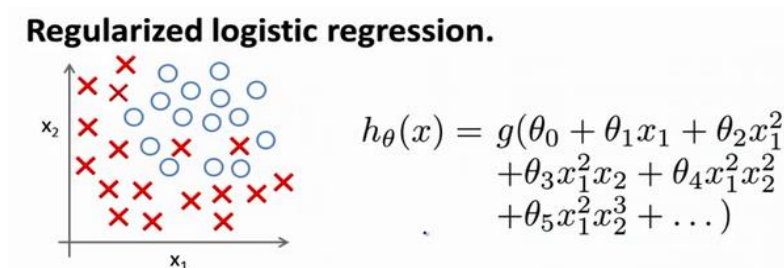 Regularized logistic regression.
x₂
x₁
h_θ(x) = g(θ₀ + θ₁x₁ + θ₂x₁²
+θ₃x₁²x₂ + θ₄x₁²x₂²
+θ₅x₁²x₂³ + . . . )